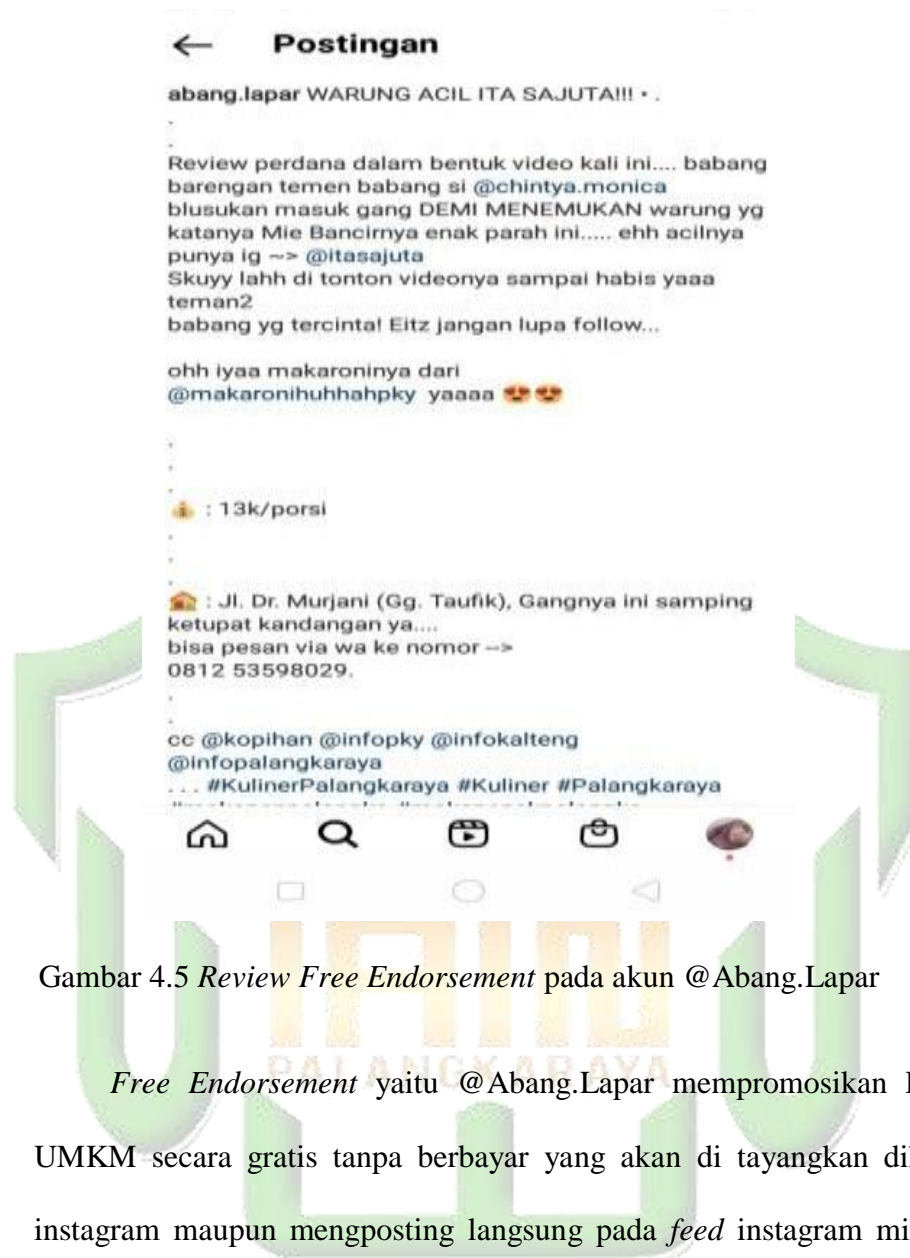 ← Postingan
abang.lapar WARUNG ACIL ITA SAJUTA!!! • .
.
.
Review perdana dalam bentuk video kali ini.... babang
barengan temen babang si @chintya.monica
blusukan masuk gang DEMI MENEMUKAN warung yg
katanya Mie Bancirnya enak parah ini..... ehh acilnya
punya ig ~> @itasajuta
Skuyy lahh di tonton videonya sampai habis yaaa
teman2
babang yg tercinta! Eitz jangan lupa follow...
ohh iyaa makaroninya dari
@makaronihuhhahpky yaaaa 😍😍
.
.
.
💰 : 13k/porsi
.
.
.
🏠 : Jl. Dr. Murjani (Gg. Taufik), Gangnya ini samping
ketupat kandangan ya....
bisa pesan via wa ke nomor -->
0812 53598029.
.
.
cc @kopihan @infopky @infokalteng
@infopalangkaraya
. . . #KulinerPalangkaraya #Kuliner #Palangkaraya
IAIN
PALANGKARAYA
Gambar 4.5 Review Free Endorsement pada akun @Abang.Lapar
Free Endorsement yaitu @Abang.Lapar mempromosikan
UMKM secara gratis tanpa berbayar yang akan di tayangkan
instagram maupun mengposting langsung pada feed instagram